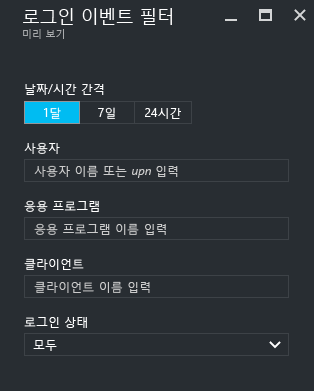 로그인 이벤트 필터
미리 보기
날짜/시간 간격
1달 7일 24시간
사용자
사용자 이름 또는 upn 입력
응용 프로그램
응용 프로그램 이름 입력
클라이언트
클라이언트 이름 입력
로그인 상태
모두